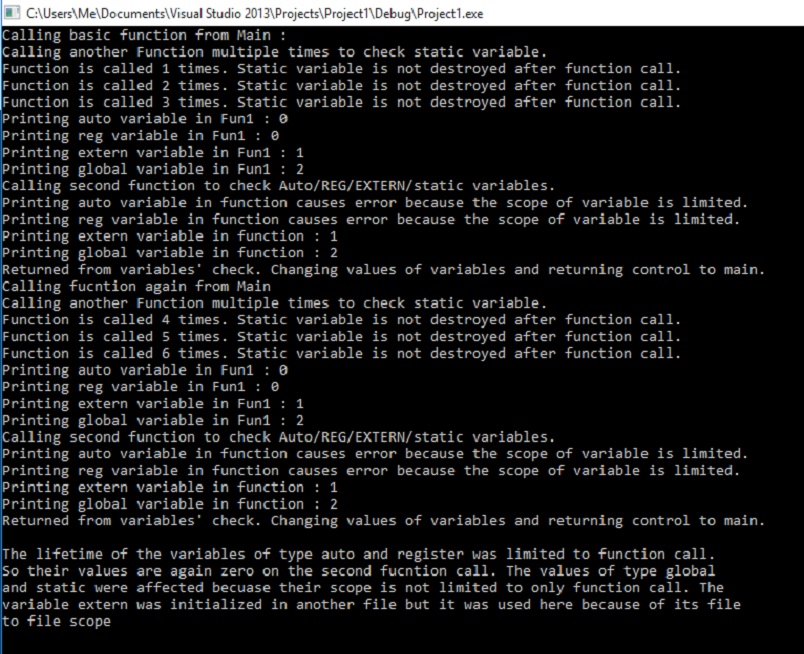 C:\Users\Me\Documents\Visual Studio 2013\Projects\Project1\Debug\Project1.exe
Calling basic function from Main :
Calling another Function multiple times to check static variable.
Function is called 1 times. Static variable is not destroyed after function call.
Function is called 2 times. Static variable is not destroyed after function call.
Function is called 3 times. Static variable is not destroyed after function call.
Printing auto variable in Fun1 : 0
Printing reg variable in Fun1 : 0
Printing extern variable in Fun1 : 1
Printing global variable in Fun1 : 2
Calling second function to check Auto/REG/EXTERN/static variables.
Printing auto variable in function causes error because the scope of variable is limited.
Printing reg variable in function causes error because the scope of variable is limited.
Printing extern variable in function : 1
Printing global variable in function : 2
Returned from variables' check. Changing values of variables and returning control to main.
Calling fucntion again from Main
Calling another Function multiple times to check static variable.
Function is called 4 times. Static variable is not destroyed after function call.
Function is called 5 times. Static variable is not destroyed after function call.
Function is called 6 times. Static variable is not destroyed after function call.
Printing auto variable in Fun1 : 0
Printing reg variable in Fun1 : 0
Printing extern variable in Fun1 : 1
Printing global variable in Fun1 : 2
Calling second function to check Auto/REG/EXTERN/static variables.
Printing auto variable in function causes error because the scope of variable is limited.
Printing reg variable in function causes error because the scope of variable is limited.
Printing extern variable in function : 1
Printing global variable in function : 2
Returned from variables' check. Changing values of variables and returning control to main.
The lifetime of the variables of type auto and register was limited to function call.
So their values are again zero on the second fucntion call. The values of type global
and static were affected becuase their scope is not limited to only function call. The
variable extern was initialized in another file but it was used here because of its file
to file scope